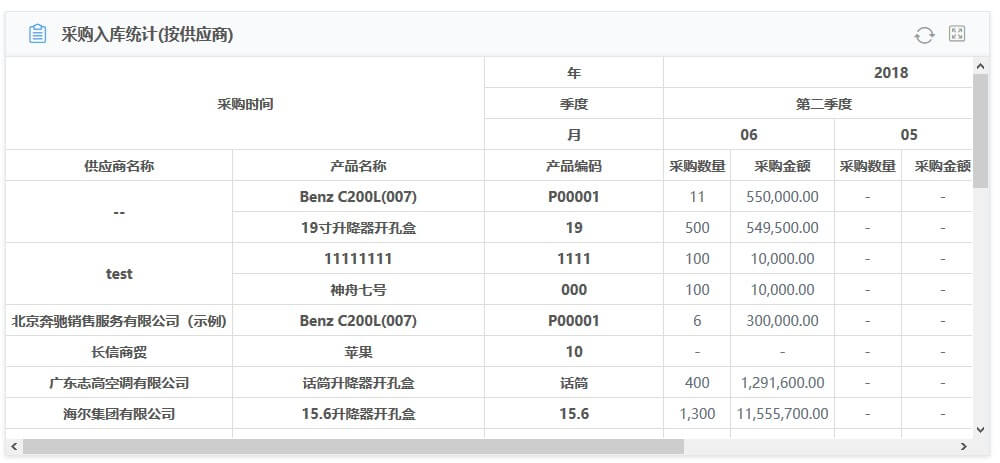 采购入库统计(按供应商)
采购时间 年 2018
季度 第二季度
月 06 05
供应商名称 产品名称 产品编码 采购数量 采购金额 采购数量 采购金额
-- Benz C200L(007) P00001 11 550,000.00 - -
19寸升降器开孔盒 19 500 549,500.00 - -
test 11111111 1111 100 10,000.00 - -
神舟七号 000 100 10,000.00 - -
北京奔驰销售服务有限公司（示例) Benz C200L(007) P00001 6 300,000.00 - -
长信商贸 苹果 10 - - - -
广东志高空调有限公司 话筒升降器开孔盒 话筒 400 1,291,600.00 - -
海尔集团有限公司 15.6升降器开孔盒 15.6 1,300 11,555,700.00 - -